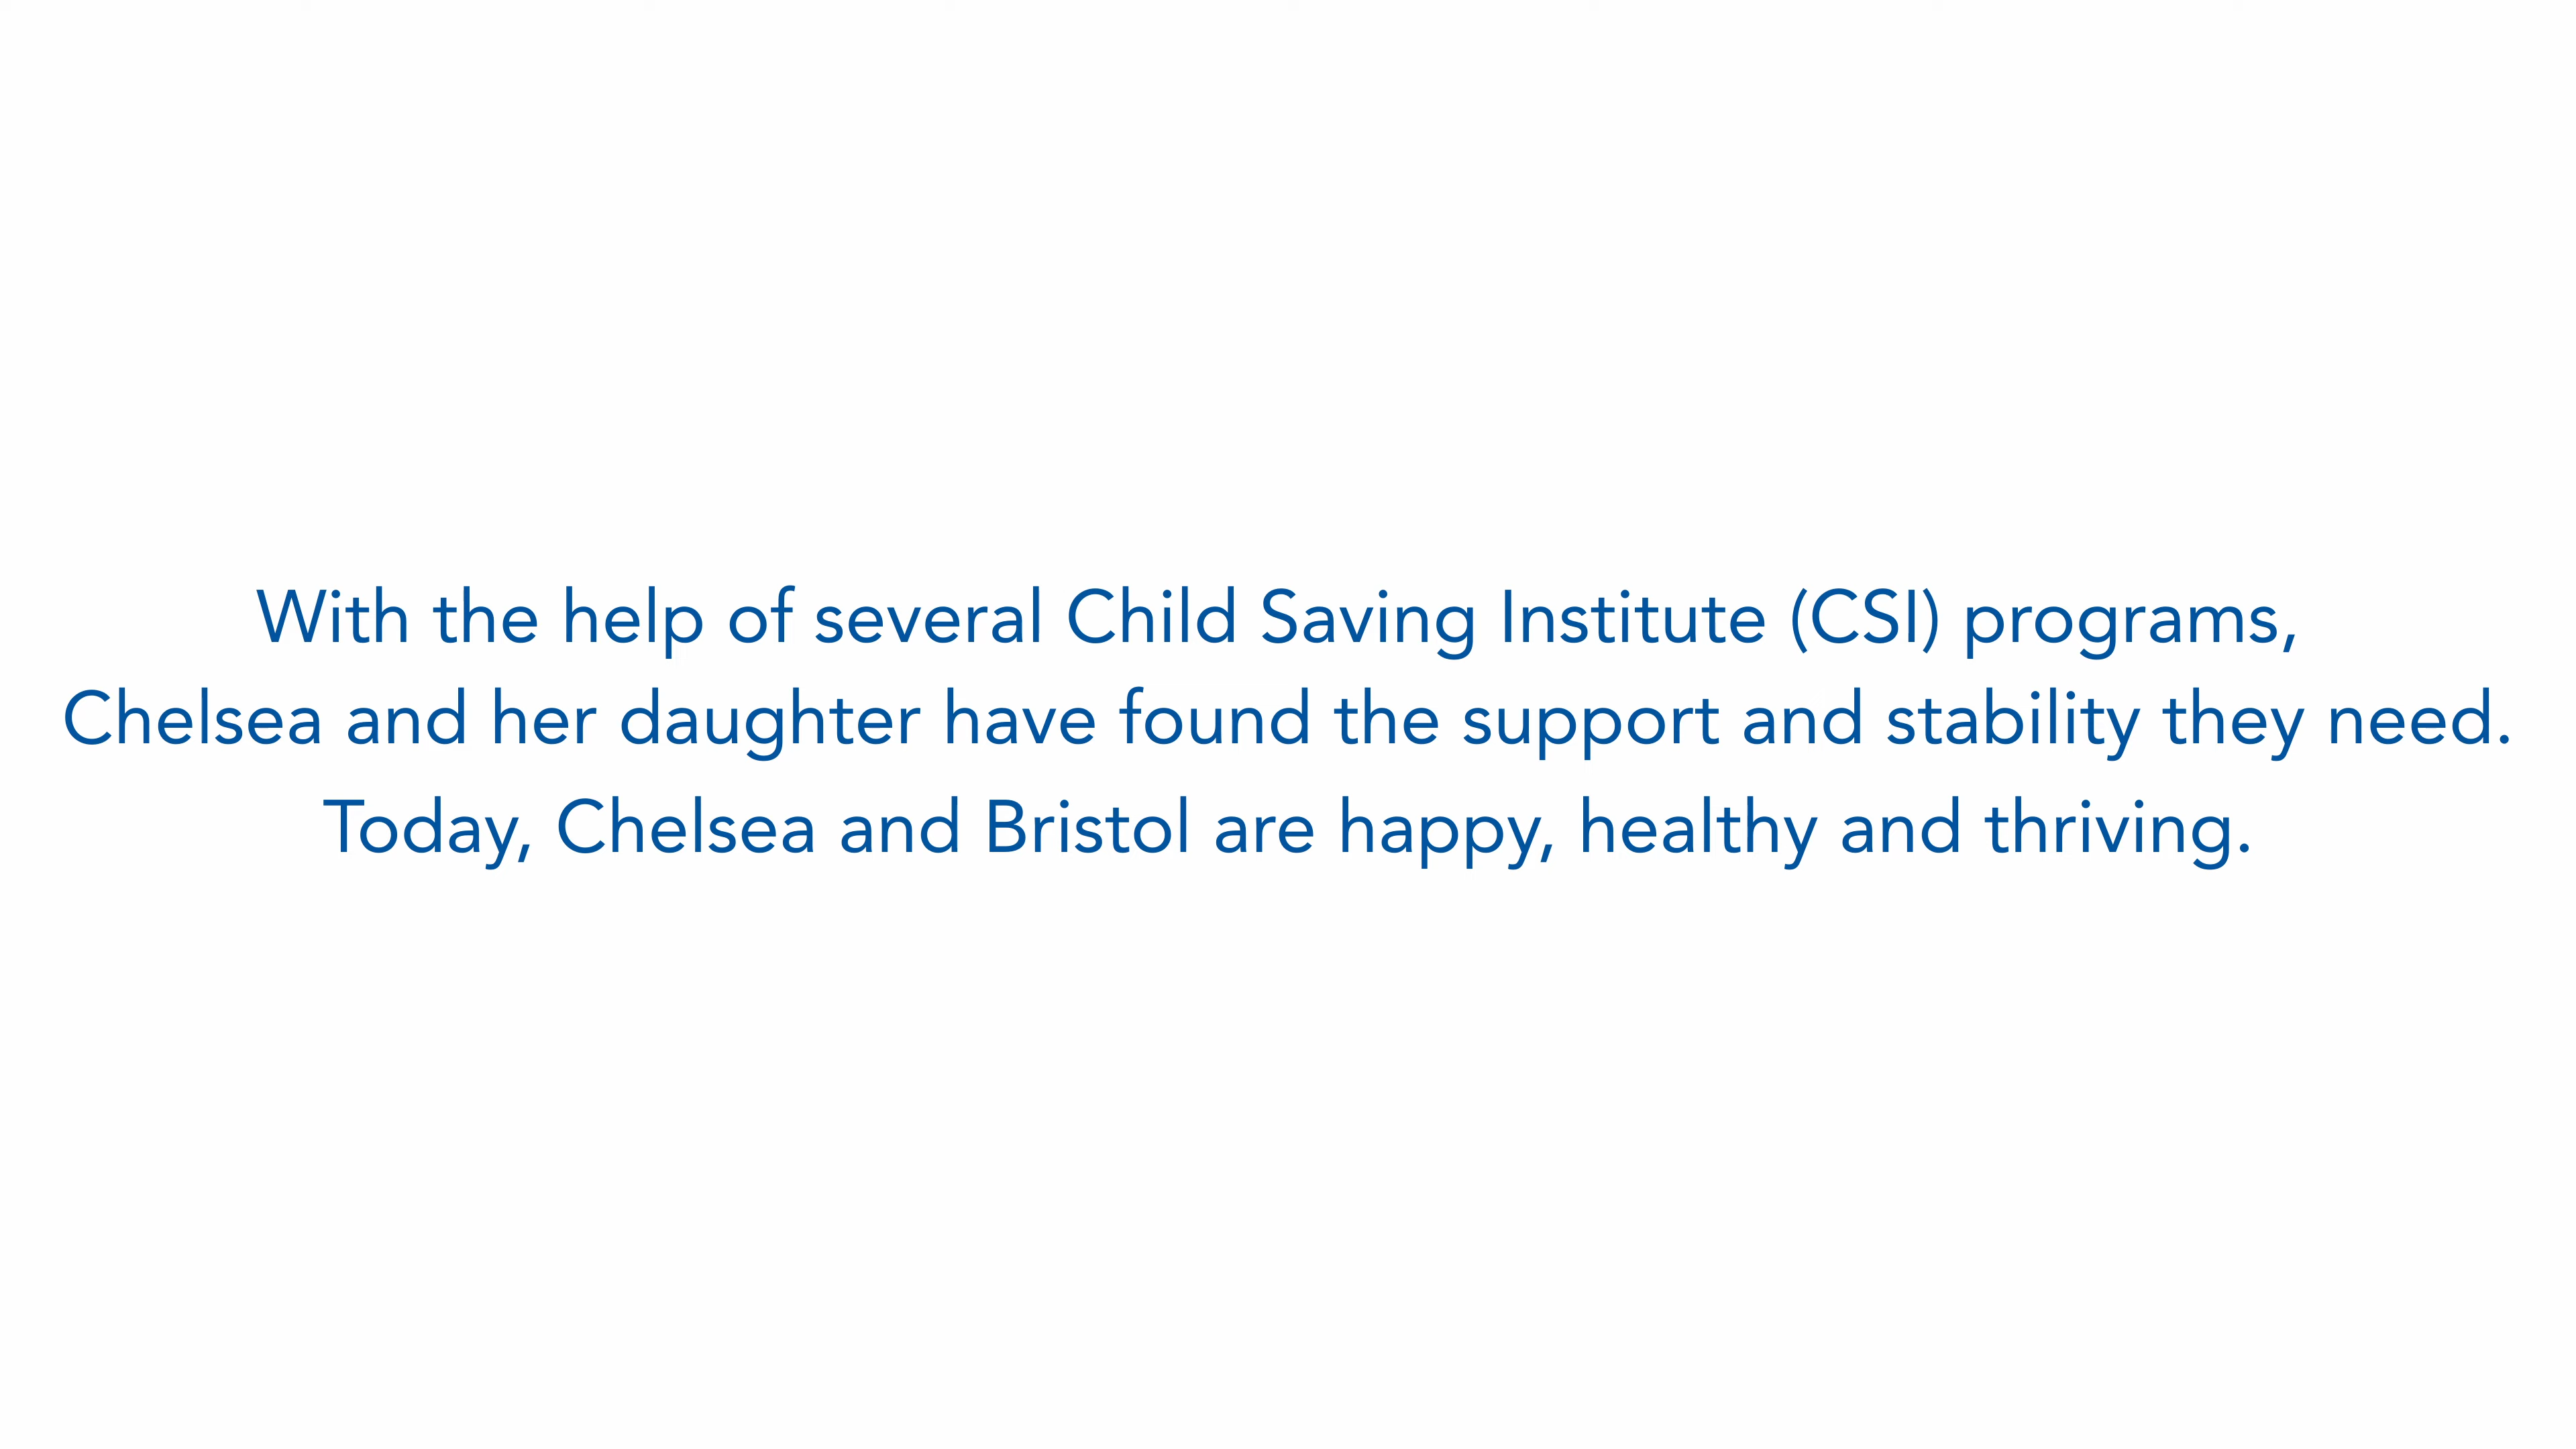 With the help of several Child Saving Institute (CSI) programs,
Chelsea and her daughter have found the support and stability they need.
Today, Chelsea and Bristol are happy, healthy and thriving.